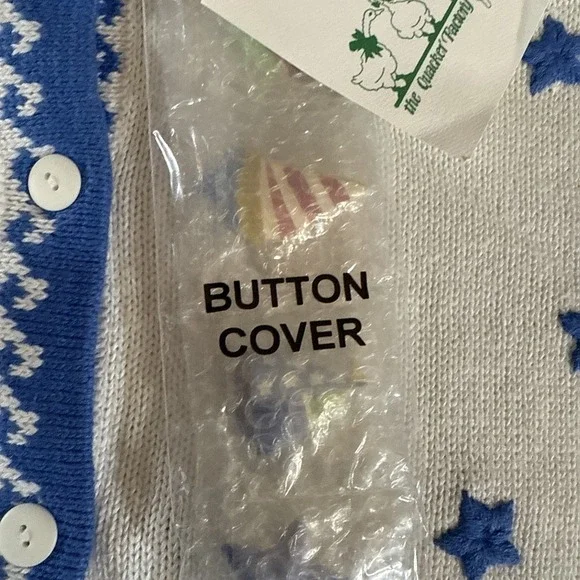 the Quacker Factory
BUTTON
COVER